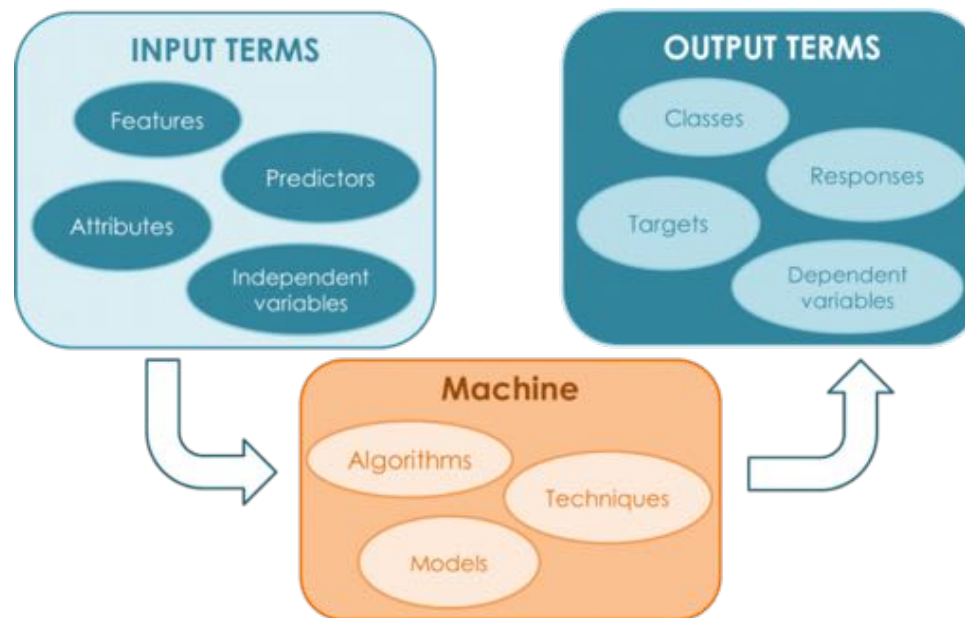 INPUT TERMS
Features
Predictors
Attributes
Independent
variables
OUTPUT TERMS
Classes
Responses
Targets
Dependent
variables
Machine
Algorithms
Techniques
Models